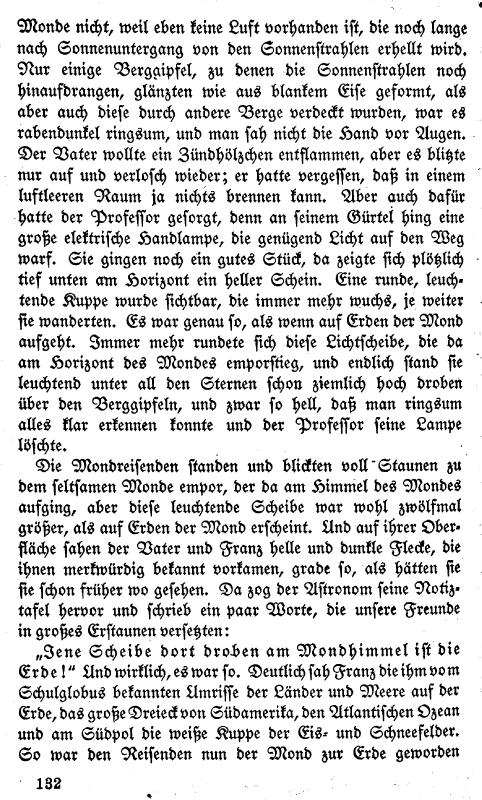 Monde nicht, weil eben keine Luft vorhanden ist, die noch lange
nach Sonnenuntergang von den Sonnenstrahlen erhellt wird.
Nur einige Berggipfel, zu denen die Sonnenstrahlen noch
hinaufdrangen, glänzten wie aus blankem Eise geformt, als
aber auch diese durch andere Berge verdeckt wurden, war es
rabendunkel ringsum, und man sah nicht die Hand vor Augen.
Der Vater wollte ein Zündhölzchen entflammen, aber es blitzte
nur auf und verlosch wieder; er hatte vergessen, daß in einem
luftleeren Raum ja nichts brennen kann. Aber auch dafür
hatte der Professor gesorgt, denn an seinem Gürtel hing eine
große elektrische Handlampe, die genügend Licht auf den Weg
warf. Sie gingen noch ein gutes Stück, da zeigte sich plötzlich
tief unten am Horizont ein heller Schein. Eine runde, leuch-
tende Kuppe wurde sichtbar, die immer mehr wuchs, je weiter
sie wanderten. Es war genau so, als wenn auf Erden der Mond
aufgeht. Immer mehr rundete sich diese Lichtscheibe, die da
am Horizont des Mondes emporstieg, und endlich stand sie
leuchtend unter all den Sternen schon ziemlich hoch droben
über den Berggipfeln, und zwar so hell, daß man ringsum
alles klar erkennen konnte und der Professor seine Lampe
löschte.
Die Mondreisenden standen und blickten voll Staunen zu
dem seltsamen Monde empor, der da am Himmel des Mondes
aufging, aber diese leuchtende Scheibe war wohl zwölfmal
größer, als auf Erden der Mond erscheint. Und auf ihrer Ober-
fläche sahen der Vater und Franz helle und dunkle Flecke, die
ihnen merkwürdig bekannt vorkamen, grade so, als hätten sie
sie schon früher wo gesehen. Da zog der Astronom seine Notiz-
tafel hervor und schrieb ein paar Worte, die unsere Freunde
in großes Erstaunen versetzten:
„Jene Scheibe dort droben am Mondhimmel ist die
Erde!“ Und wirklich, es war so. Deutlich sah Franz die ihm vom
Schulglobus bekannten Umrisse der Länder und Meere auf der
Erde, das große Dreieck von Südamerika, den Atlantischen Ozean
und am Südpol die weiße Kuppe der Eis- und Schneefelder.
So war den Reisenden nun der Mond zur Erde geworden
132